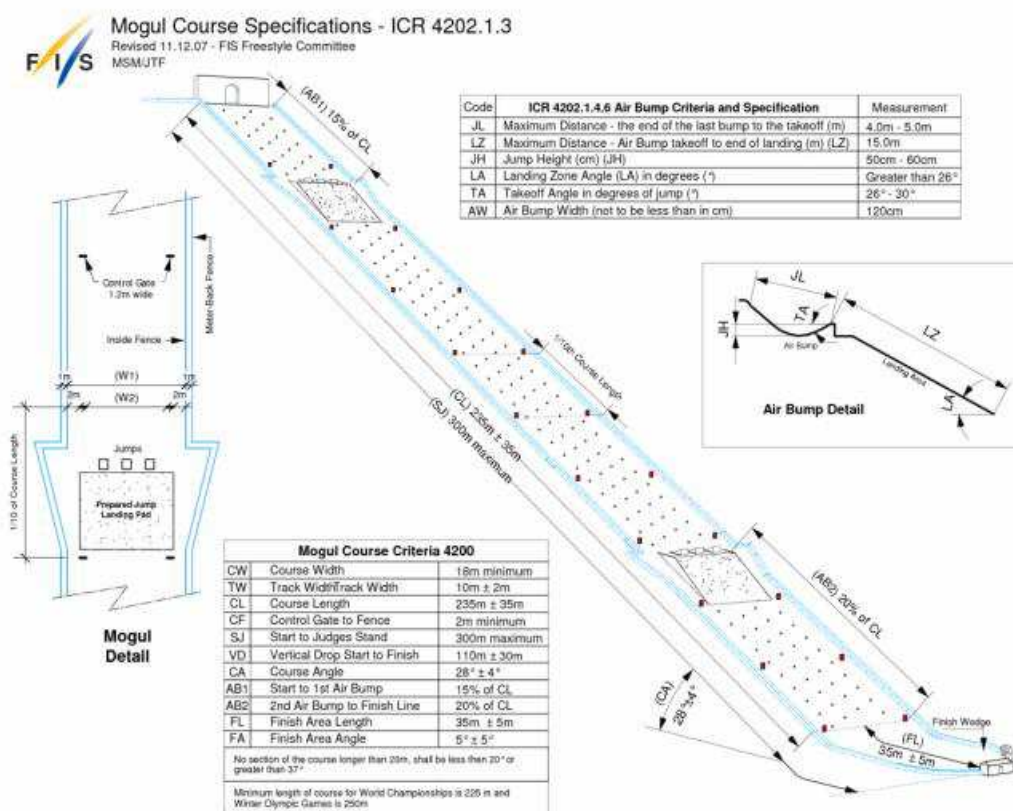 Mogul Course Specifications - ICR 4202.1.3
Revised 11.12.07 - FIS Freestyle Committee
MSM/JTF
F I S
(AB1) 15% of CL
Code ICR 4202.1.4.6 Air Bump Criteria and Specification Measurement
JL Maximum Distance - the end of the last bump to the takeoff (m) 4.0m - 5.0m
LZ Maximum Distance - Air Bump takeoff to end of landing (m) (LZ) 15.0m
JH Jump Height (cm) (JH) 50cm - 60cm
LA Landing Zone Angle (LA) in degrees (°) Greater than 26°
TA Takeoff Angle in degrees of jump (°) 26° - 30°
AW Air Bump Width (not to be less than in cm) 120cm
Control Gate
1.2m wide
Meter-Back Fence
Inside Fence
1m (W1) 1m
2m (W2) 2m
1/10 of Course Length
Jumps
Prepared Jump
Landing Pad
Mogul
Detail
1/10th Course Length
(CL) 235m ± 35m
(SJ) 300m maximum
JL
TA
JH
LZ
Air Bump
Landing Area
LA
Air Bump Detail
Mogul Course Criteria 4200
CW Course Width 18m minimum
TW Track WidthTrack Width 10m ± 2m
CL Course Length 235m ± 35m
CF Control Gate to Fence 2m minimum
SJ Start to Judges Stand 300m maximum
VD Vertical Drop Start to Finish 110m ± 30m
CA Course Angle 28° ± 4°
AB1 Start to 1st Air Bump 15% of CL
AB2 2nd Air Bump to Finish Line 20% of CL
FL Finish Area Length 35m ± 5m
FA Finish Area Angle 5° ± 5°
No section of the course longer than 20m, shall be less then 20° or
greater than 37°
Minimum length of course for World Championships is 225 m and
Winter Olympic Games is 250m
(AB2) 20% of CL
(CA)
28°±4°
Finish Wedge
(FL)
35m ± 5m